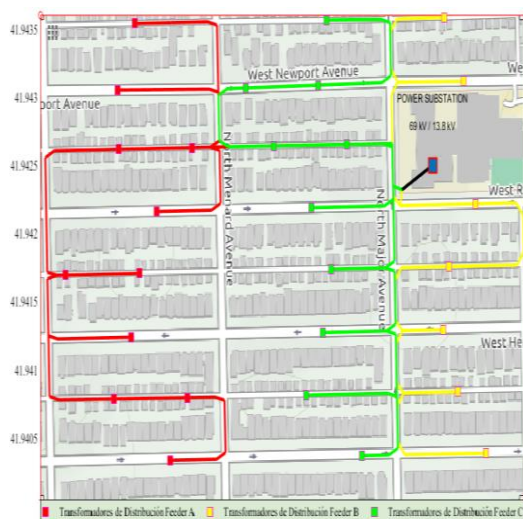 41.9435
41.943
41.9425
41.942
41.9415
41.941
41.9405
West Newport Avenue
We
port Avenue
POWER SUBSTATION
69 kV / 13.8 kV
North Menard Avenue
North Major Avenue
West R
West He
Transformadores de Distribución Feeder A
Transformadores de Distribución Feeder B
Transformadores de Distribución Feeder C